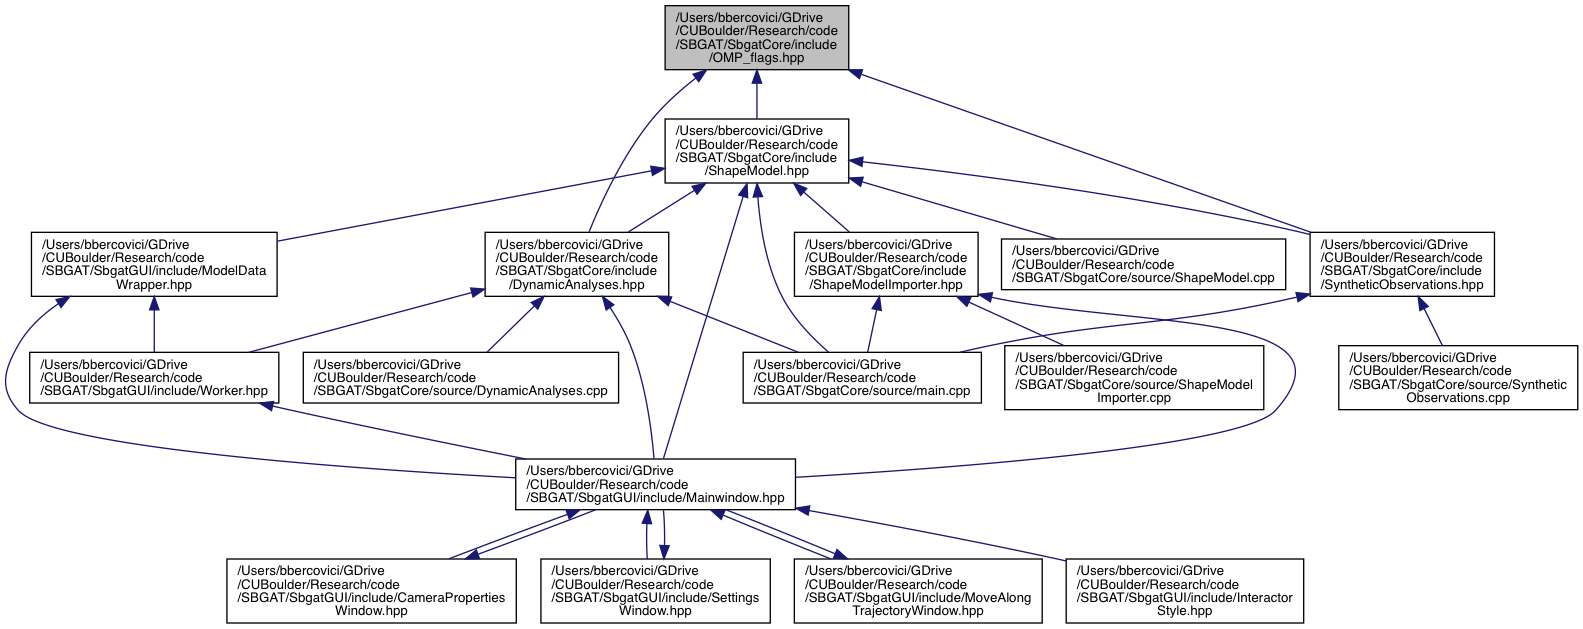 /Users/bbercovici/GDrive
/CUBoulder/Research/code
/SBGAT/SbgatCore/include
/OMP_flags.hpp
/Users/bbercovici/GDrive
/CUBoulder/Research/code
/SBGAT/SbgatCore/include
/ShapeModel.hpp
/Users/bbercovici/GDrive
/CUBoulder/Research/code
/SBGAT/SbgatGUI/include/ModelData
Wrapper.hpp
/Users/bbercovici/GDrive
/CUBoulder/Research/code
/SBGAT/SbgatCore/include
/DynamicAnalyses.hpp
/Users/bbercovici/GDrive
/CUBoulder/Research/code
/SBGAT/SbgatCore/include
/ShapeModelImporter.hpp
/Users/bbercovici/GDrive
/CUBoulder/Research/code
/SBGAT/SbgatCore/source/ShapeModel.cpp
/Users/bbercovici/GDrive
/CUBoulder/Research/code
/SBGAT/SbgatCore/include
/SyntheticObservations.hpp
/Users/bbercovici/GDrive
/CUBoulder/Research/code
/SBGAT/SbgatGUI/include/Worker.hpp
/Users/bbercovici/GDrive
/CUBoulder/Research/code
/SBGAT/SbgatCore/source/DynamicAnalyses.cpp
/Users/bbercovici/GDrive
/CUBoulder/Research/code
/SBGAT/SbgatCore/source/main.cpp
/Users/bbercovici/GDrive
/CUBoulder/Research/code
/SBGAT/SbgatCore/source/ShapeModel
Importer.cpp
/Users/bbercovici/GDrive
/CUBoulder/Research/code
/SBGAT/SbgatCore/source/Synthetic
Observations.cpp
/Users/bbercovici/GDrive
/CUBoulder/Research/code
/SBGAT/SbgatGUI/include/Mainwindow.hpp
/Users/bbercovici/GDrive
/CUBoulder/Research/code
/SBGAT/SbgatGUI/include/CameraProperties
Window.hpp
/Users/bbercovici/GDrive
/CUBoulder/Research/code
/SBGAT/SbgatGUI/include/Settings
Window.hpp
/Users/bbercovici/GDrive
/CUBoulder/Research/code
/SBGAT/SbgatGUI/include/MoveAlong
TrajectoryWindow.hpp
/Users/bbercovici/GDrive
/CUBoulder/Research/code
/SBGAT/SbgatGUI/include/Interactor
Style.hpp